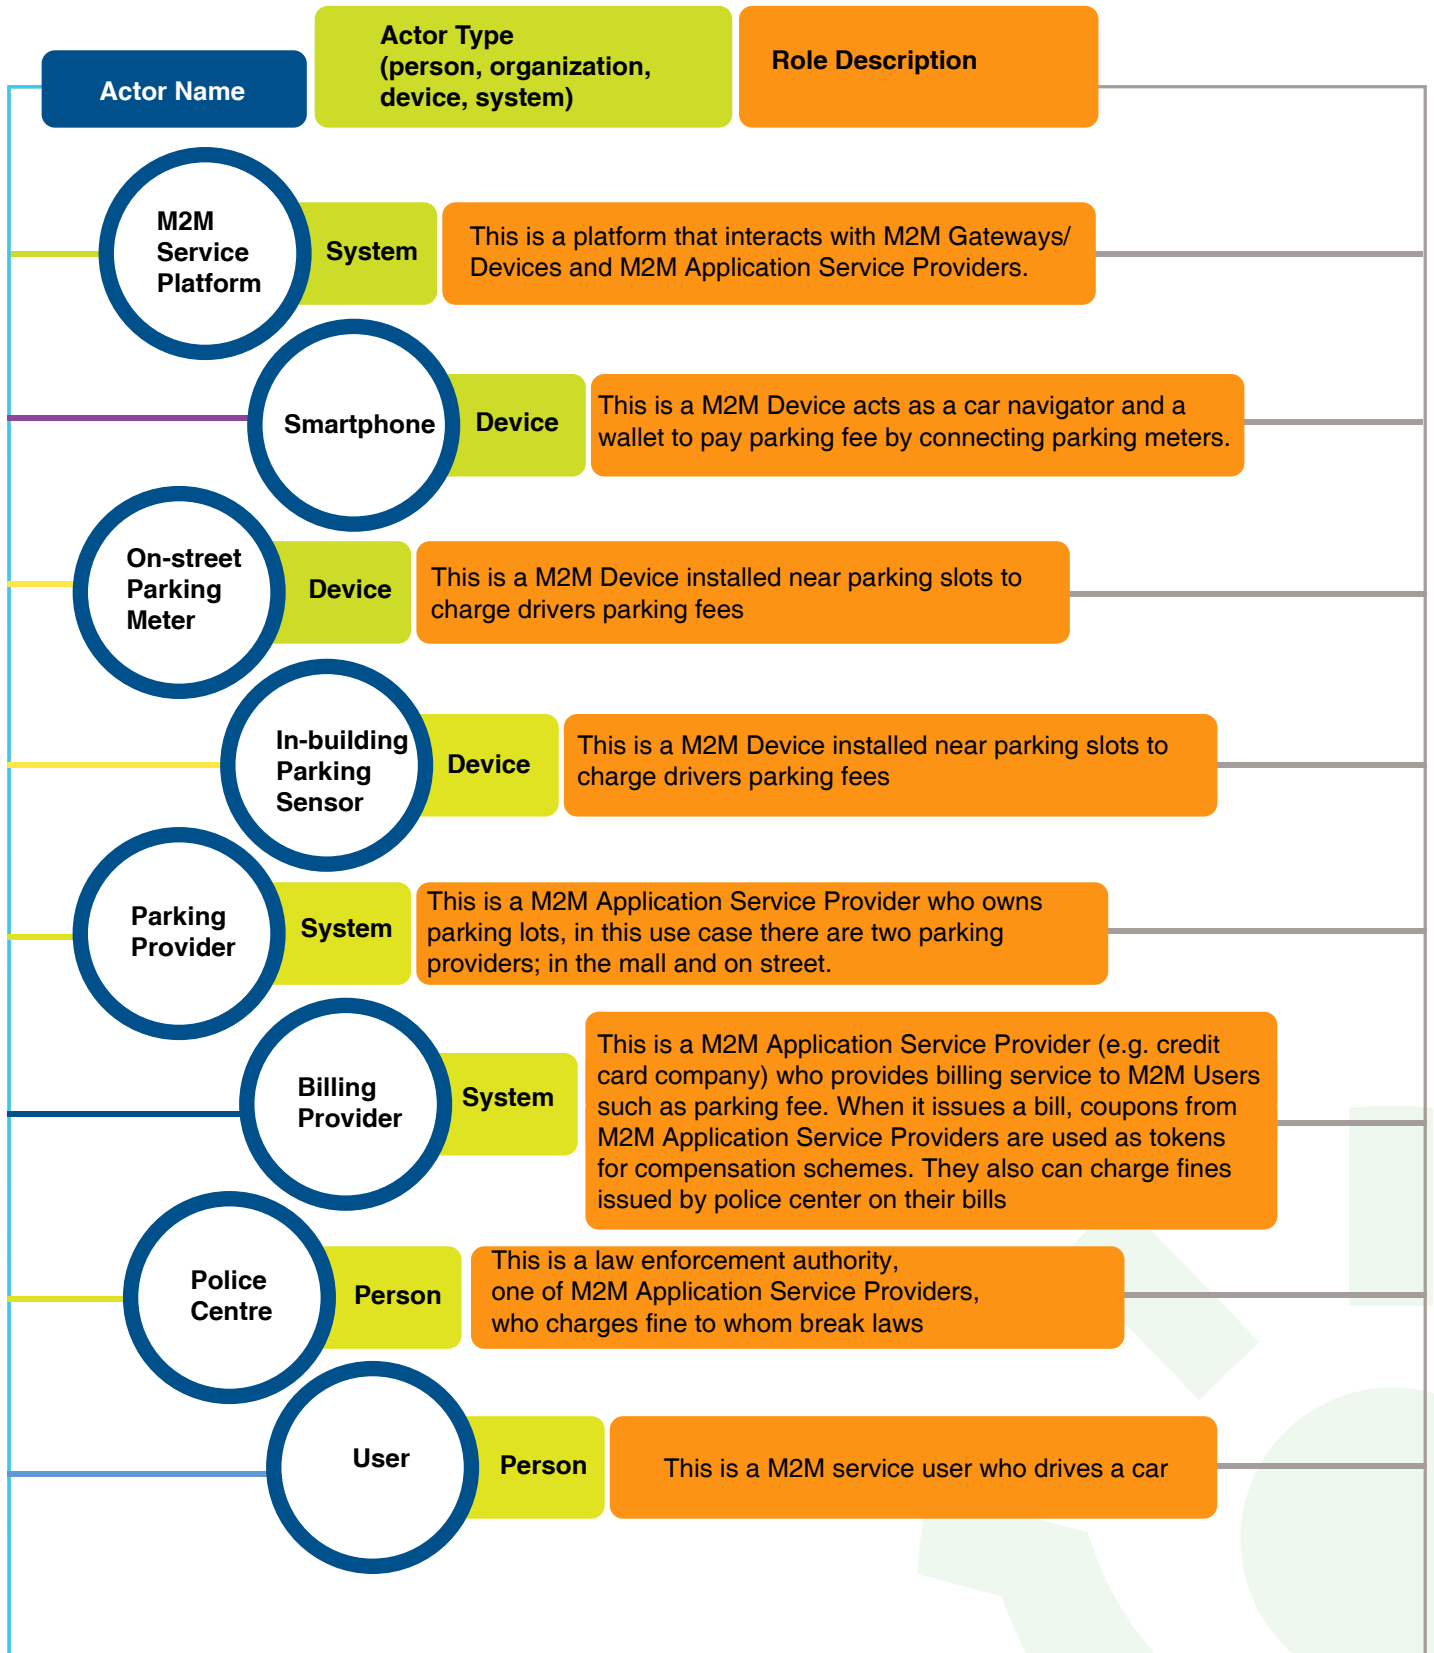 Actor Name
Actor Type
(person, organization,
device, system)
Role Description
M2M
Service
Platform
System
This is a platform that interacts with M2M Gateways/
Devices and M2M Application Service Providers.
Smartphone
Device
This is a M2M Device acts as a car navigator and a
wallet to pay parking fee by connecting parking meters.
On-street
Parking
Meter
Device
This is a M2M Device installed near parking slots to
charge drivers parking fees
In-building
Parking
Sensor
Device
This is a M2M Device installed near parking slots to
charge drivers parking fees
Parking
Provider
System
This is a M2M Application Service Provider who owns
parking lots, in this use case there are two parking
providers; in the mall and on street.
Billing
Provider
System
This is a M2M Application Service Provider (e.g. credit
card company) who provides billing service to M2M Users
such as parking fee. When it issues a bill, coupons from
M2M Application Service Providers are used as tokens
for compensation schemes. They also can charge fines
issued by police center on their bills
Police
Centre
Person
This is a law enforcement authority,
one of M2M Application Service Providers,
who charges fine to whom break laws
User
Person
This is a M2M service user who drives a car